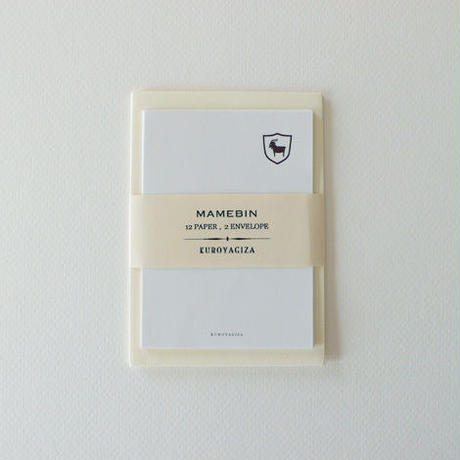 MAMEBIN
12 PAPER , 2 ENVELOPE
KUROYAGIZA
KUROYAGIZA